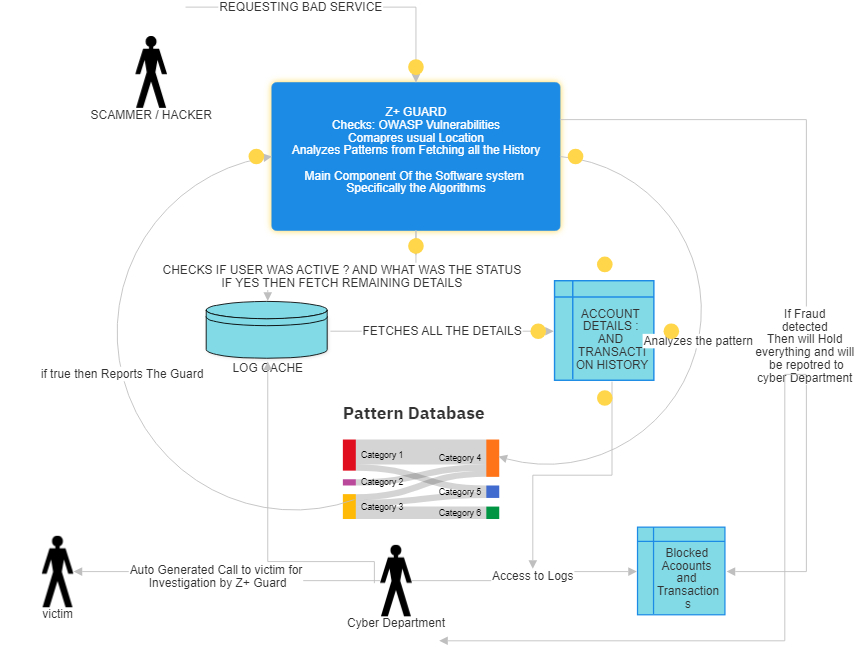 REQUESTING BAD SERVICE
SCAMMER / HACKER
Z+ GUARD
Checks: OWASP Vulnerabilities
Comapres usual Location
Analyzes Patterns from Fetching all the History
Main Component Of the Software system
Specifically the Algorithms
CHECKS IF USER WAS ACTIVE ? AND WHAT WAS THE STATUS
IF YES THEN FETCH REMAINING DETAILS
LOG CACHE
FETCHES ALL THE DETAILS
ACCOUNT
DETAILS :
AND
TRANSACTI
ON HISTORY
Analyzes the pattern
If Fraud
detected
Then will Hold
everything and will
be repotred to
cyber Department
if true then Reports The Guard
Pattern Database
Category 1
Category 2
Category 3
Category 4
Category 5
Category 6
Auto Generated Call to victim for
Investigation by Z+ Guard
victim
Cyber Department
Access to Logs
Blocked
Acoounts
and
Transaction
s